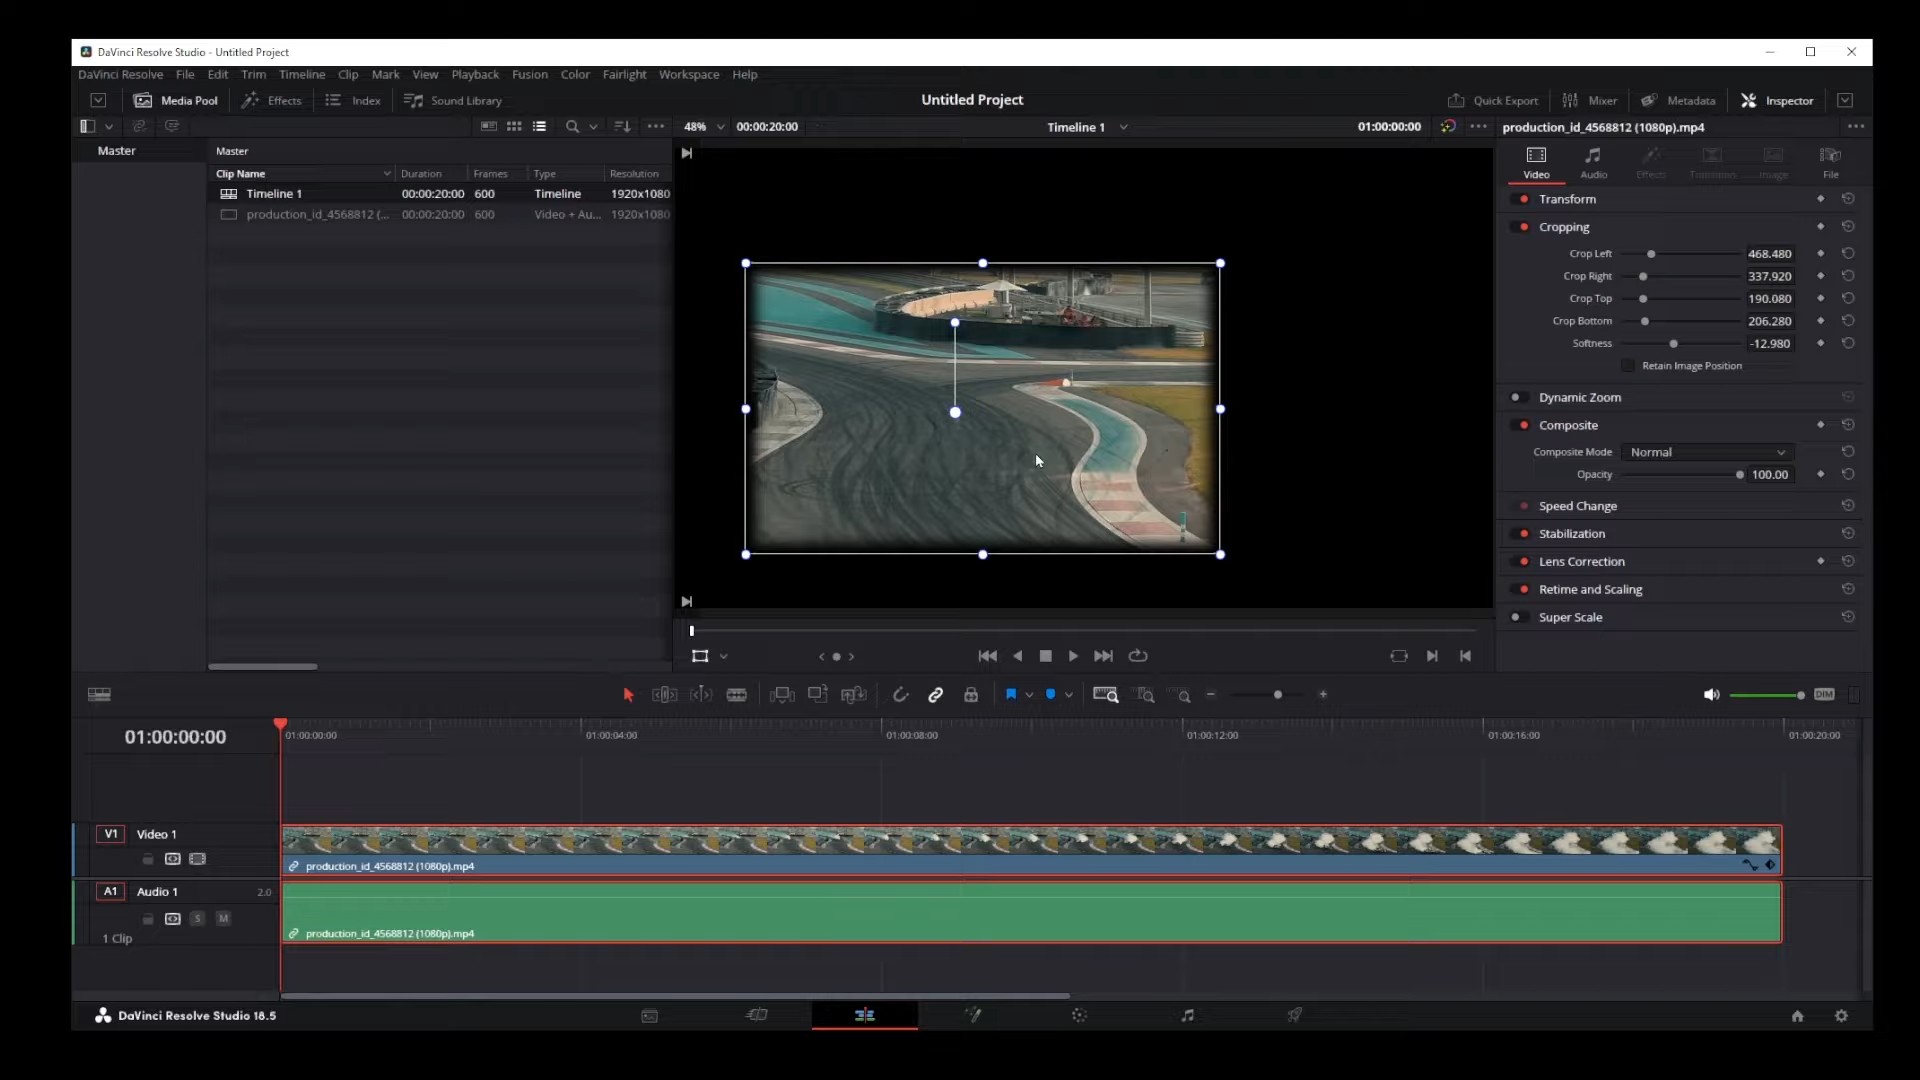 DaVinci Resolve Studio - Untitled Project
DaVinci Resolve File Edit Trim Timeline Clip Mark View Playback Fusion Color Fairlight Workspace Help
Media Pool Effects Index Sound Library Untitled Project Quick Export Mixer Metadata Inspector
48% 00:00:20:00 Timeline 1 01:00:00:00 production_id_4568812 (1080p).mp4
Master Master
Clip Name Duration Frames Type Resolution
Timeline 1 00:00:20:00 600 Timeline 1920x1080
production_id_4568812 (... 00:00:20:00 600 Video + Au... 1920x1080
Video Audio Effects Transition Image File
Transform
Cropping
Crop Left 468.480
Crop Right 337.920
Crop Top 190.080
Crop Bottom 206.280
Softness -12.980
Retain Image Position
Dynamic Zoom
Composite
Composite Mode Normal
Opacity 100.00
Speed Change
Stabilization
Lens Correction
Retime and Scaling
Super Scale
DIM
01:00:00:00 01:00:00:00 01:00:04:00 01:00:08:00 01:00:12:00 01:00:16:00 01:00:20:00
V1 Video 1
production_id_4568812 (1080p).mp4
A1 Audio 1 2.0
S M
production_id_4568812 (1080p).mp4
1 Clip
DaVinci Resolve Studio 18.5